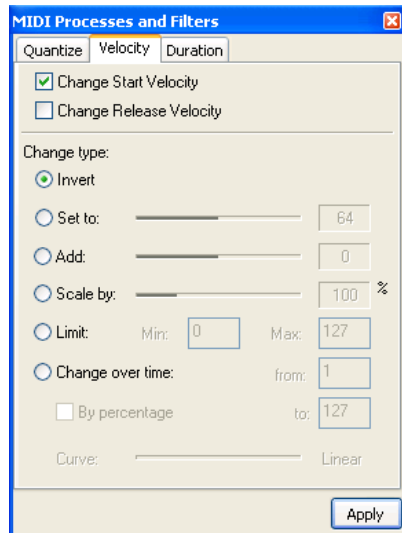 MIDI Processes and Filters
Quantize Velocity Duration
Change Start Velocity
Change Release Velocity
Change type:
Invert
Set to: 64
Add: 0
Scale by: 100 %
Limit: Min: 0 Max: 127
Change over time: from: 1
By percentage to: 127
Curve: Linear
Apply